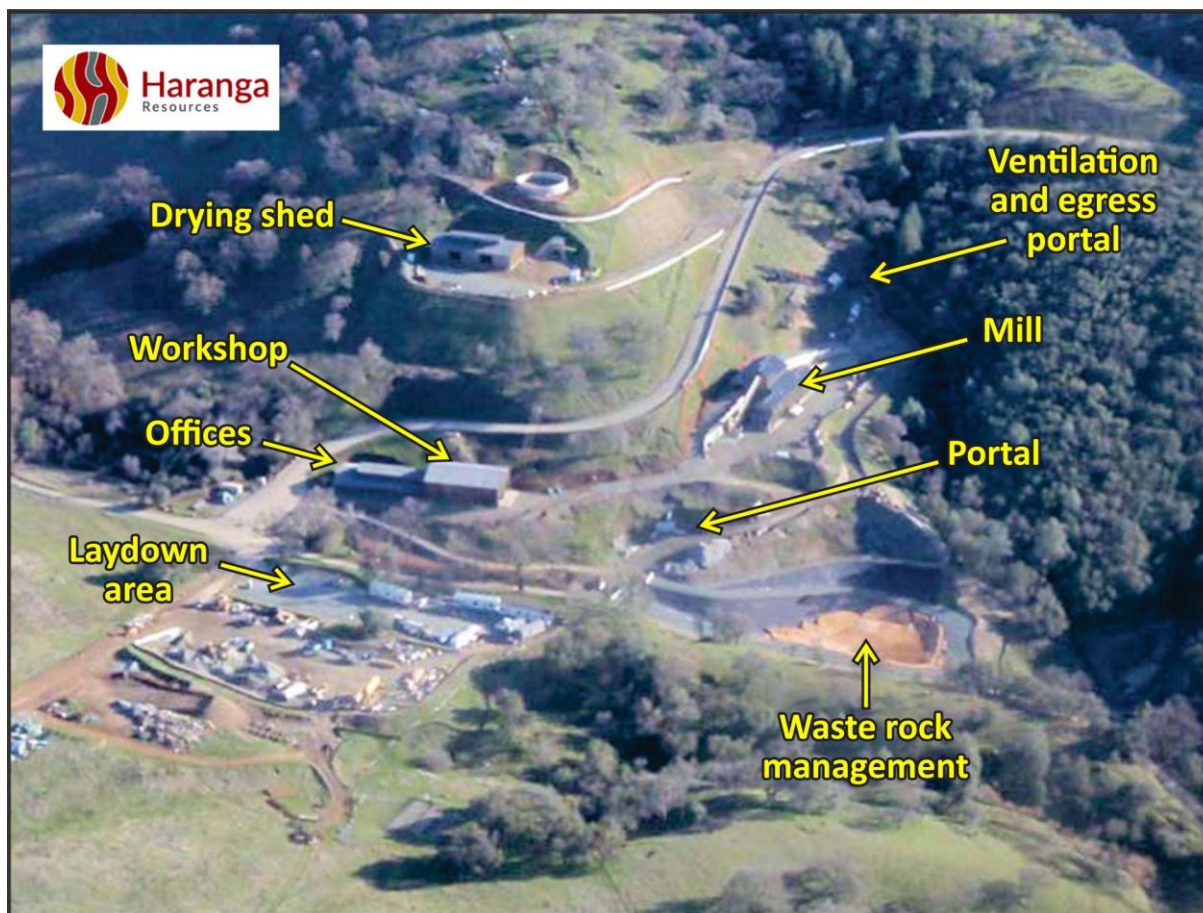 Haranga
Resources
Ventilation
and egress
portal
Drying shed
Mill
Workshop
Offices
Portal
Laydown
area
Waste rock
management